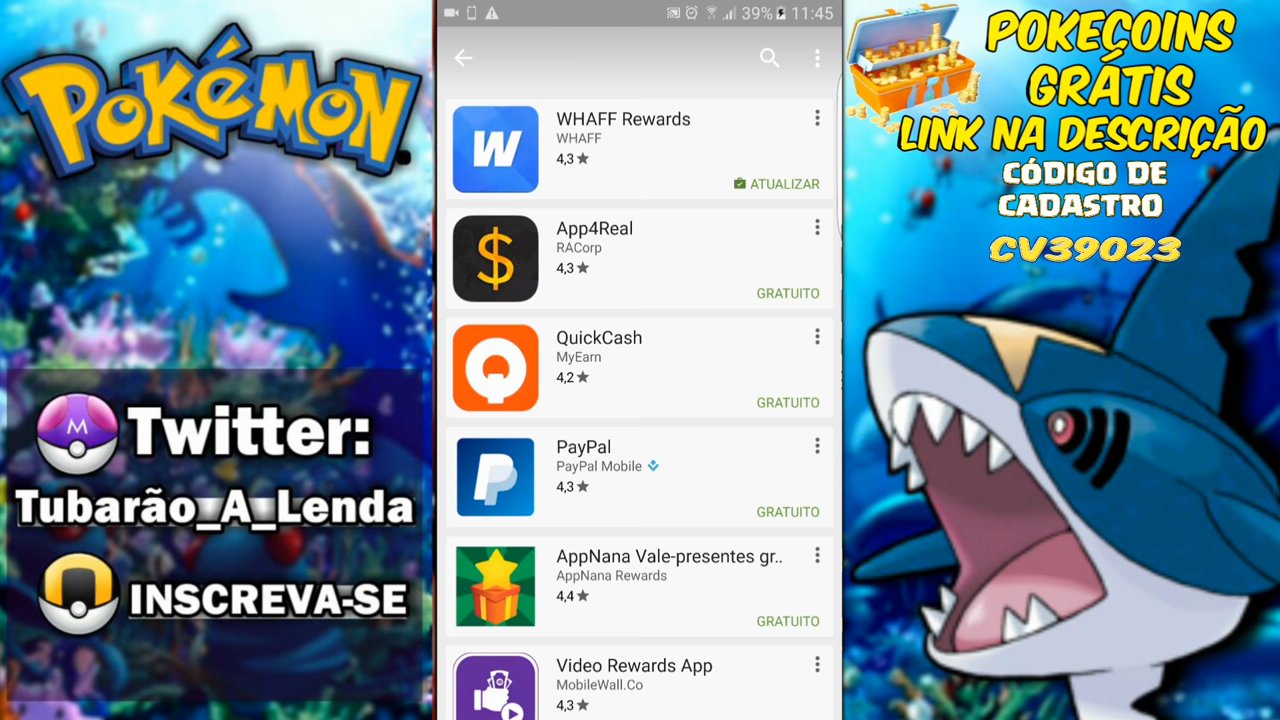 POKÉMON
Twitter:
Tubarão_A_Lenda
INSCREVA-SE
39% 11:45
WHAFF Rewards
WHAFF
4,3★
ATUALIZAR
App4Real
RACorp
4,3★
GRATUITO
QuickCash
MyEarn
4,2★
GRATUITO
PayPal
PayPal Mobile
4,3★
GRATUITO
AppNana Vale-presentes gr..
AppNana Rewards
4,4★
GRATUITO
Video Rewards App
MobileWall.Co
4,3★
POKEÇOINS
GRÁTIS
LINK NA DESCRIÇÃO
CÓDIGO DE
CADASTRO
CV39023